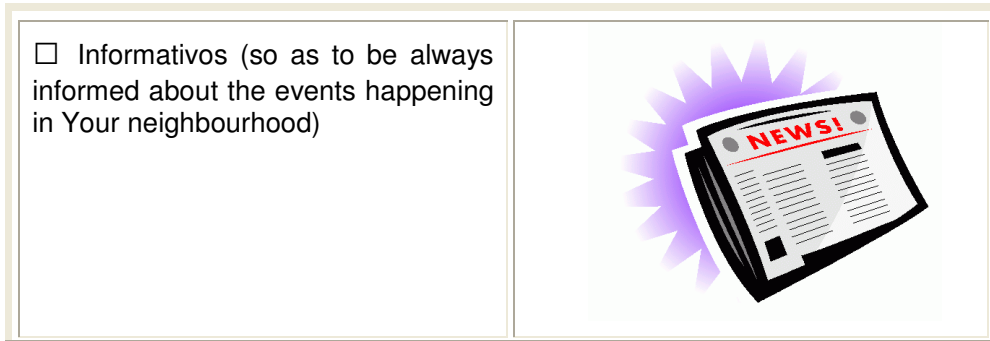 ☐ Informativos (so as to be always
informed about the events happening
in Your neighbourhood)
NEWS!